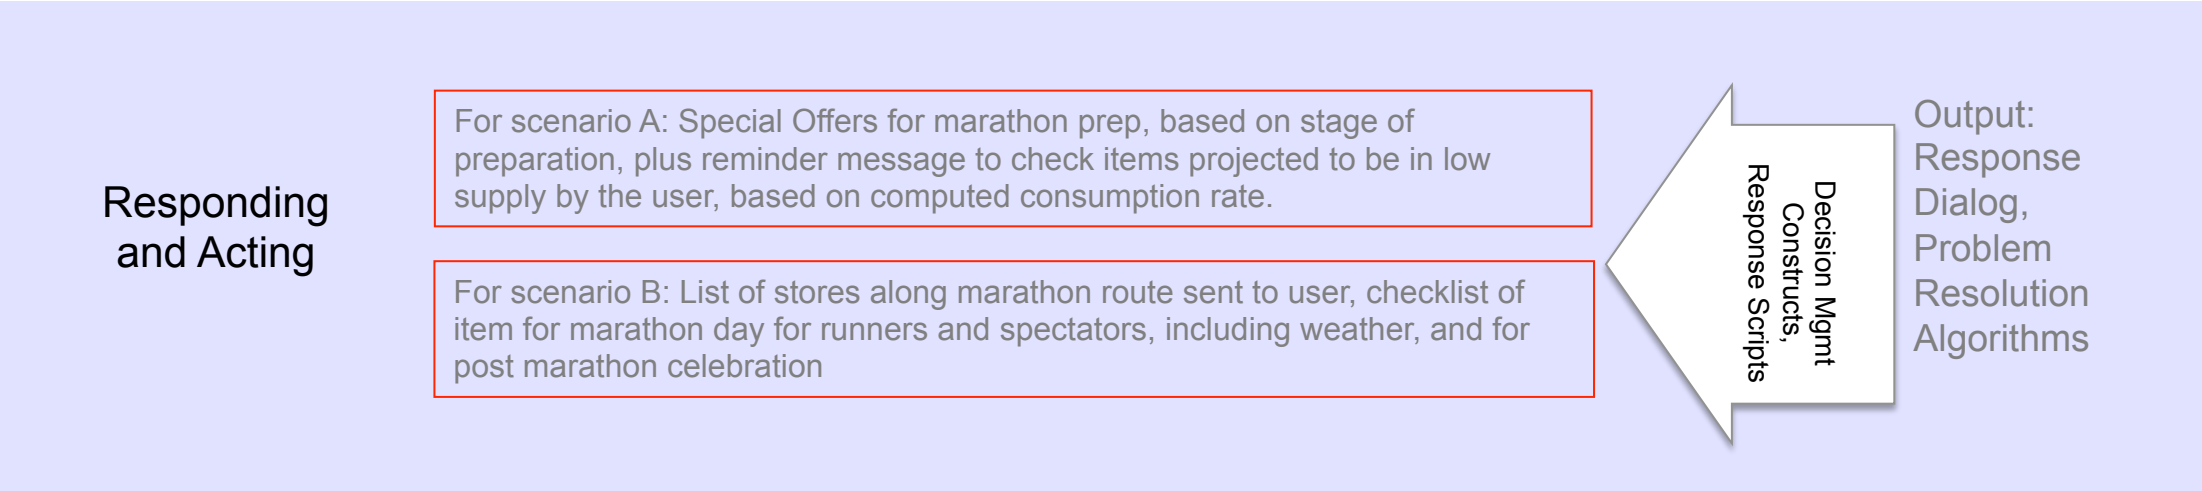 Responding
and Acting
For scenario A: Special Offers for marathon prep, based on stage of
preparation, plus reminder message to check items projected to be in low
supply by the user, based on computed consumption rate.
For scenario B: List of stores along marathon route sent to user, checklist of
item for marathon day for runners and spectators, including weather, and for
post marathon celebration
Decision Mgmt
Constructs,
Response Scripts
Output:
Response
Dialog,
Problem
Resolution
Algorithms